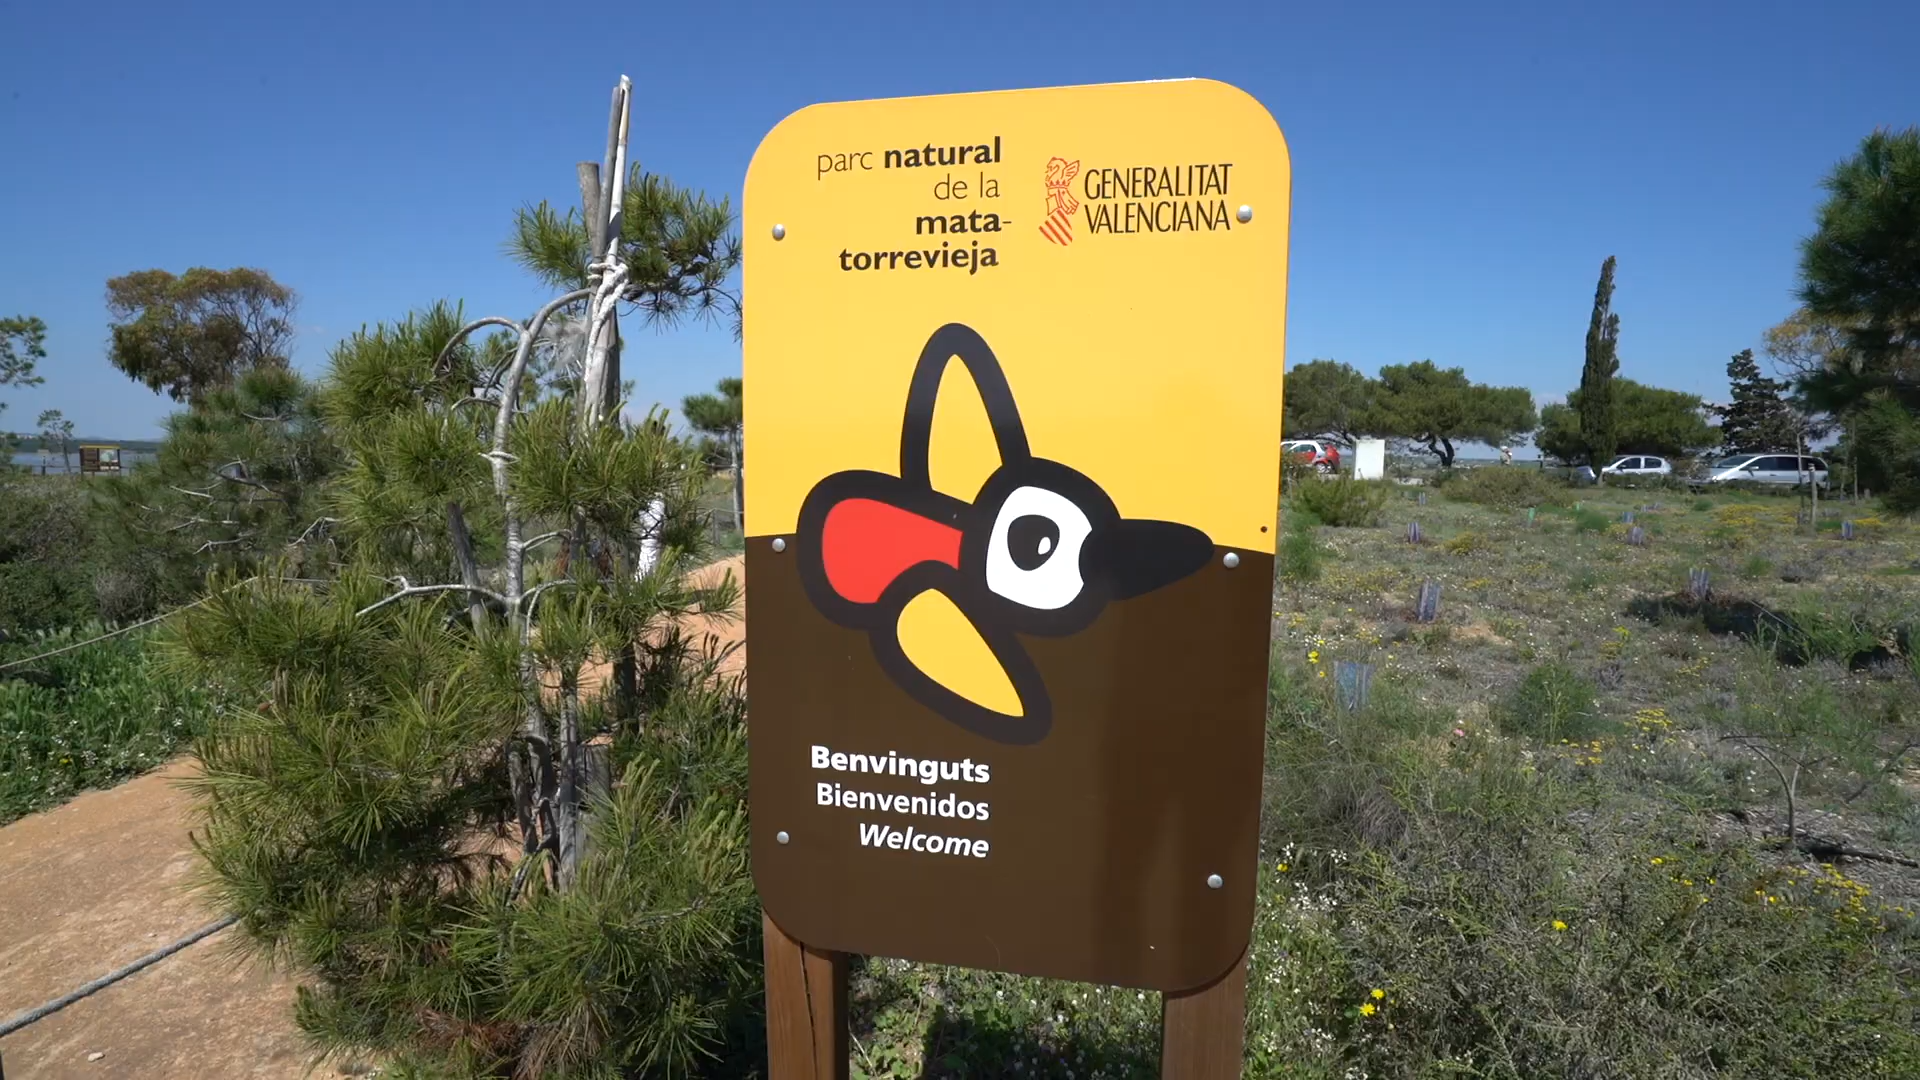 parc natural
de la
mata-
torrevieja
GENERALITAT
VALENCIANA
Benvinguts
Bienvenidos
Welcome